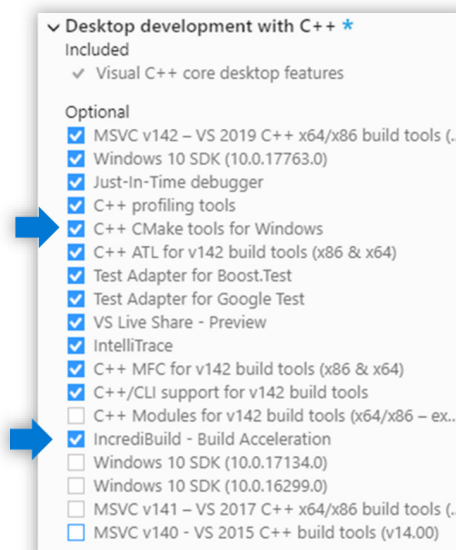 Desktop development with C++ *
Included
Visual C++ core desktop features
Optional
MSVC v142 – VS 2019 C++ x64/x86 build tools (..
Windows 10 SDK (10.0.17763.0)
Just-In-Time debugger
C++ profiling tools
C++ CMake tools for Windows
C++ ATL for v142 build tools (x86 & x64)
Test Adapter for Boost.Test
Test Adapter for Google Test
VS Live Share - Preview
IntelliTrace
C++ MFC for v142 build tools (x86 & x64)
C++/CLI support for v142 build tools
C++ Modules for v142 build tools (x64/x86 – ex..
IncrediBuild - Build Acceleration
Windows 10 SDK (10.0.17134.0)
Windows 10 SDK (10.0.16299.0)
MSVC v141 – VS 2017 C++ x64/x86 build tools (..
MSVC v140 - VS 2015 C++ build tools (v14.00)